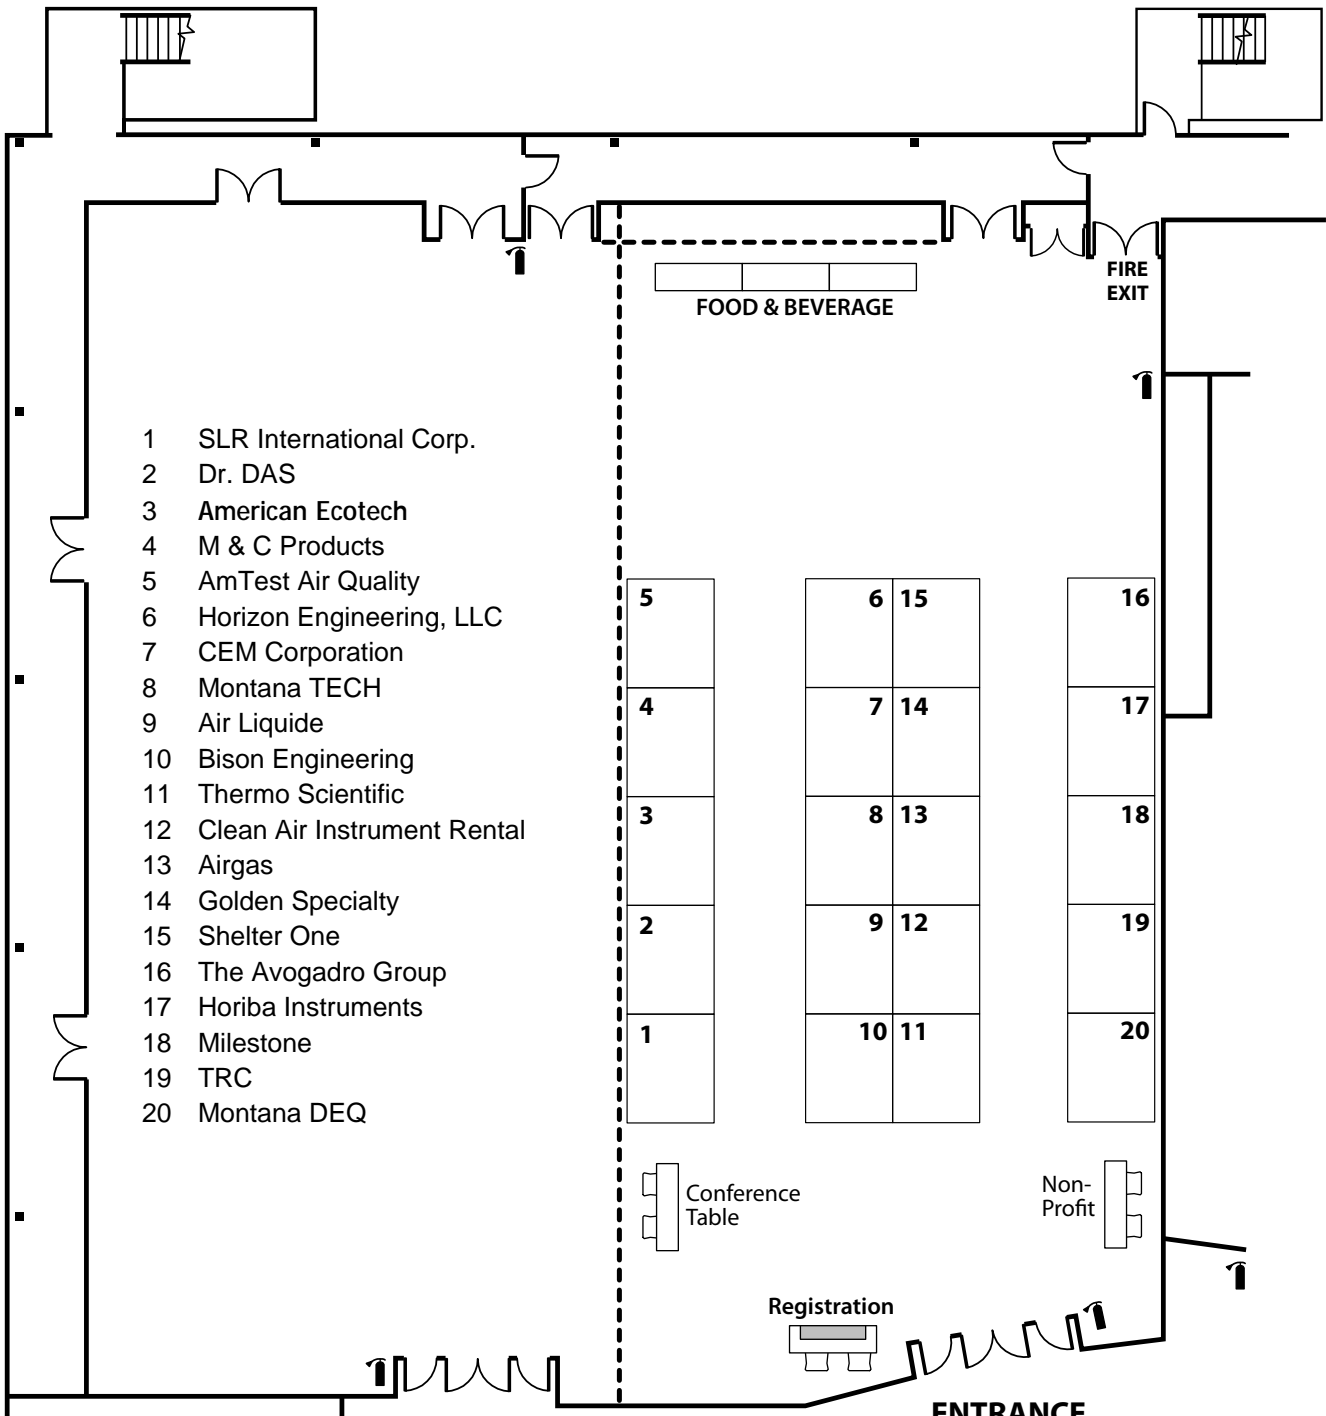 FIRE
EXIT
FOOD & BEVERAGE
1 SLR International Corp.
2 Dr. DAS
3 American Ecotech
4 M & C Products
5 AmTest Air Quality
6 Horizon Engineering, LLC
7 CEM Corporation
8 Montana TECH
9 Air Liquide
10 Bison Engineering
11 Thermo Scientific
12 Clean Air Instrument Rental
13 Airgas
14 Golden Specialty
15 Shelter One
16 The Avogadro Group
17 Horiba Instruments
18 Milestone
19 TRC
20 Montana DEQ
5 6 15 16
4 7 14 17
3 8 13 18
2 9 12 19
1 10 11 20
Conference
Table
Non-
Profit
Registration
ENTRANCE